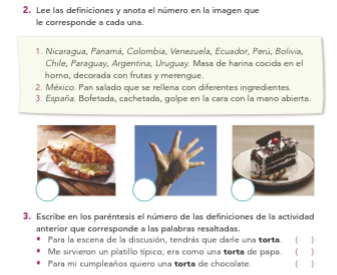 2. Lee las definiciones y anota el número en la imagen que
le corresponde a cada una.
1. Nicaragua, Panamá, Colombia, Venezuela, Ecuador, Perú, Bolivia,
Chile, Paraguay, Argentina, Uruguay. Masa de harina cocida en el
horno, decorada con frutas y merengue.
2. México. Pan salado que se rellena con diferentes ingredientes.
3. España. Bofetada, cachetada, golpe en la cara con la mano abierta.
3. Escribe en los paréntesis el número de las definiciones de la actividad
anterior que corresponde a las palabras resaltadas.
• Para la escena de la discusión, tendrás que darle una torta. ( )
• Me sirvieron un platillo típico; era como una torta de papa. ( )
• Para mi cumpleaños quiero una torta de chocolate. ( )